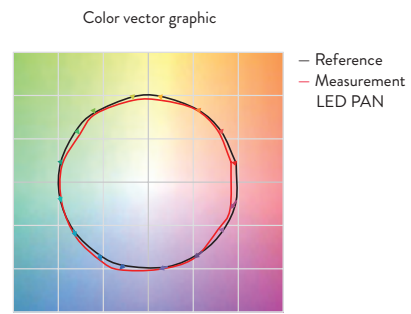 Color vector graphic
— Reference
— Measurement
LED PAN